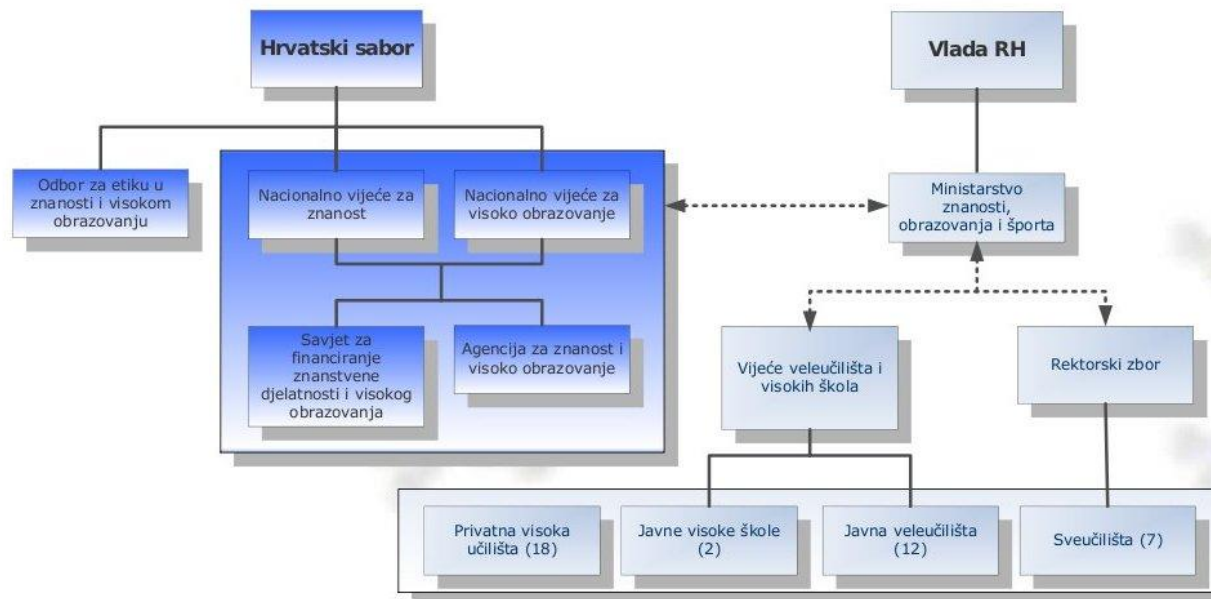 Hrvatski sabor
Vlada RH
Odbor za etiku u
znanosti i visokom
obrazovanju
Nacionalno vijeće za
znanost
Nacionalno vijeće za
visoko obrazovanje
Ministarstvo
znanosti,
obrazovanja i športa
Savjet za
financiranje
znanstvene
djelatnosti i visokog
obrazovanja
Agencija za znanost i
visoko obrazovanje
Vijeće veleučilišta i
visokih škola
Rektorski zbor
Privatna visoka
učilišta (18)
Javne visoke škole
(2)
Javna veleučilišta
(12)
Sveučilišta (7)